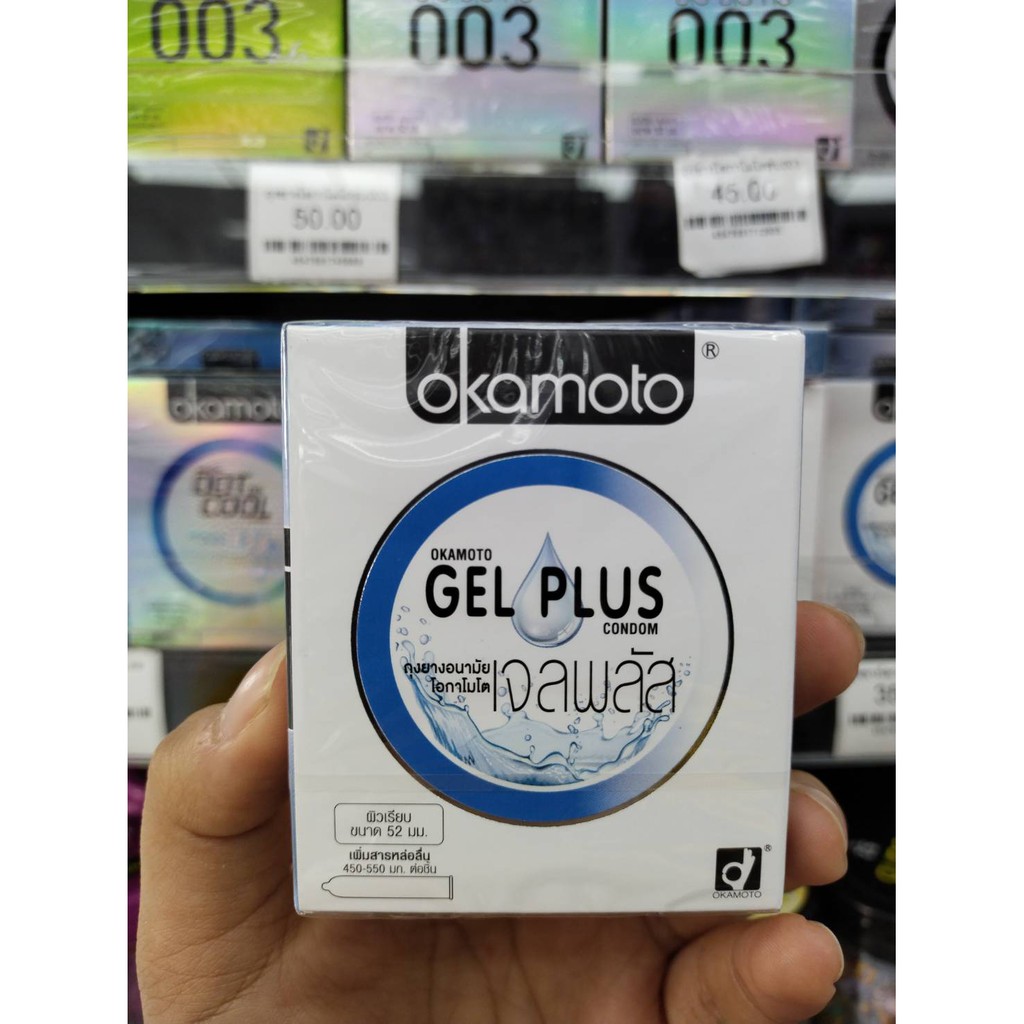 003
003
003
50.00
45.00
okamoto
®
okamoto
DOT
COOL
OKAMOTO
GEL PLUS
CONDOM
ถุงยางอนามัย
โอกาโมโต
เจลพลัส
ผิวเรียบ
ขนาด 52 มม.
เพิ่มสารหล่อลื่น
450-550 มก. ต่อชิ้น
®
OKAMOTO